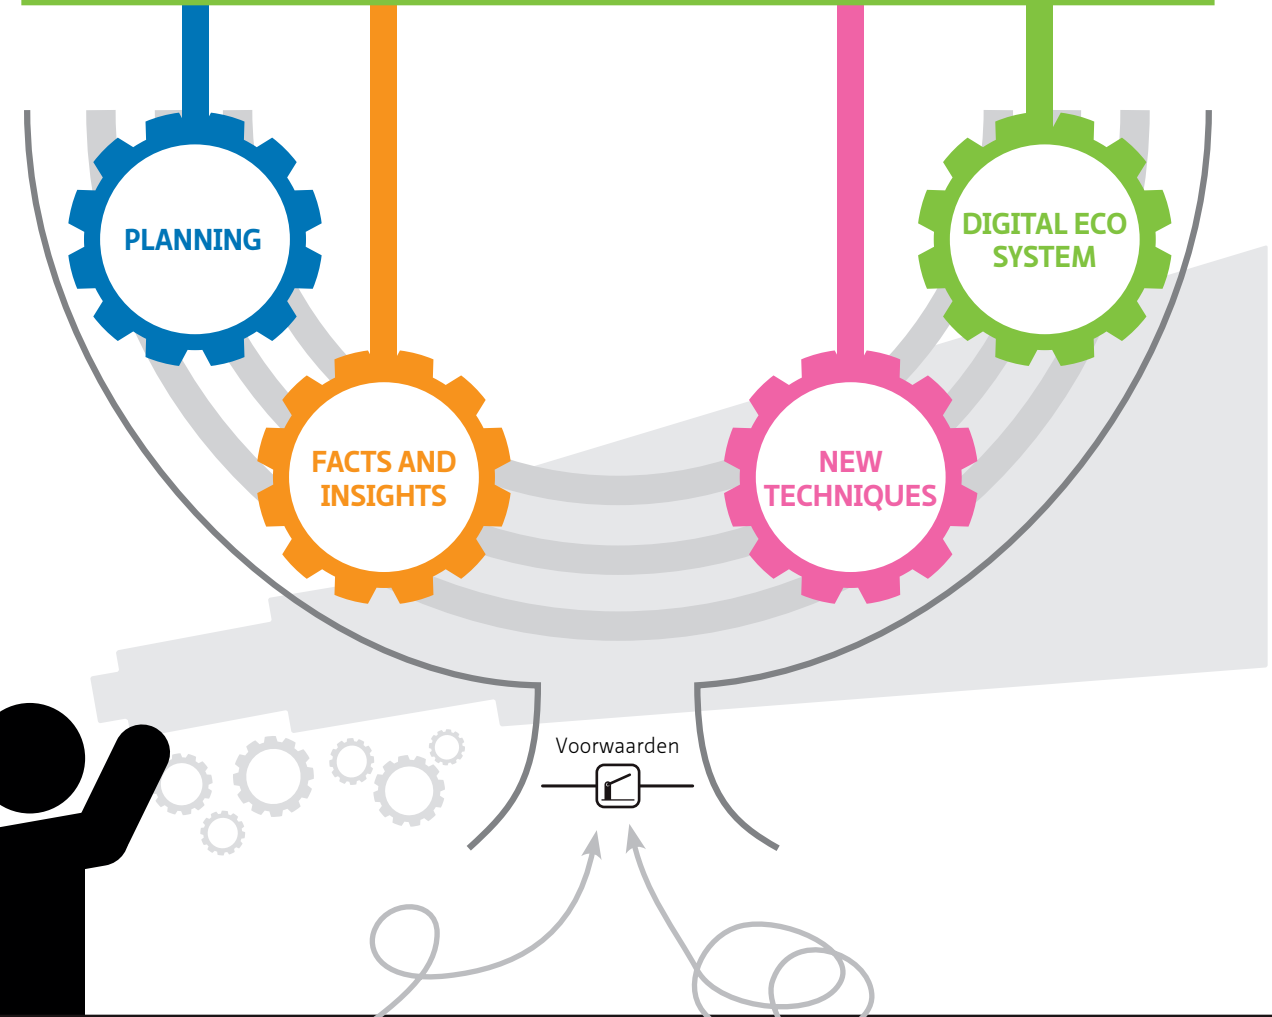 PLANNING
DIGITAL ECO
SYSTEM
FACTS AND
INSIGHTS
NEW
TECHNIQUES
Voorwaarden